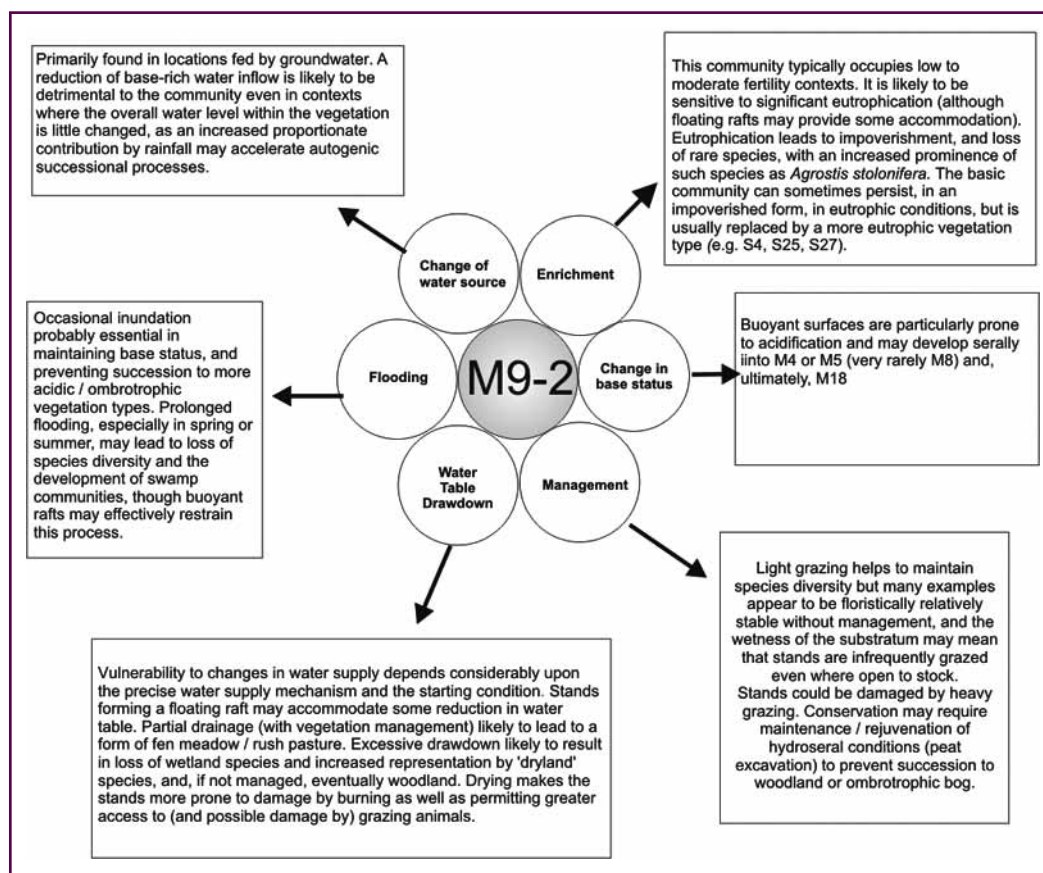 Primarily found in locations fed by groundwater. A
reduction of base-rich water inflow is likely to be
detrimental to the community even in contexts
where the overall water level within the vegetation
is little changed, as an increased proportionate
contribution by rainfall may accelerate autogenic
successional processes.
This community typically occupies low to
moderate fertility contexts. It is likely to be
sensitive to significant eutrophication (although
floating rafts may provide some accommodation).
Eutrophication leads to impoverishment, and loss
of rare species, with an increased prominence of
such species as Agrostis stolonifera. The basic
community can sometimes persist, in an
impoverished form, in eutrophic conditions, but is
usually replaced by a more eutrophic vegetation
type (e.g. S4, S25, S27).
Change of
water source
Enrichment
Occasional inundation
probably essential in
maintaining base status, and
preventing succession to more
acidic / ombrotrophic
vegetation types. Prolonged
flooding, especially in spring or
summer, may lead to loss of
species diversity and the
development of swamp
communities, though buoyant
rafts may effectively restrain
this process.
Flooding
M9-2
Change in
base status
Buoyant surfaces are particularly prone
to acidification and may develop serally
iinto M4 or M5 (very rarely M8) and,
ultimately, M18
Water
Table
Drawdown
Management
Vulnerability to changes in water supply depends considerably upon
the precise water supply mechanism and the starting condition. Stands
forming a floating raft may accommodate some reduction in water
table. Partial drainage (with vegetation management) likely to lead to a
form of fen meadow / rush pasture. Excessive drawdown likely to result
in loss of wetland species and increased representation by 'dryland'
species, and, if not managed, eventually woodland. Drying makes the
stands more prone to damage by burning as well as permitting greater
access to (and possible damage by) grazing animals.
Light grazing helps to maintain
species diversity but many examples
appear to be floristically relatively
stable without management, and the
wetness of the substratum may mean
that stands are infrequently grazed
even where open to stock.
Stands could be damaged by heavy
grazing. Conservation may require
maintenance / rejuvenation of
hydroseral conditions (peat
excavation) to prevent succession to
woodland or ombrotrophic bog.